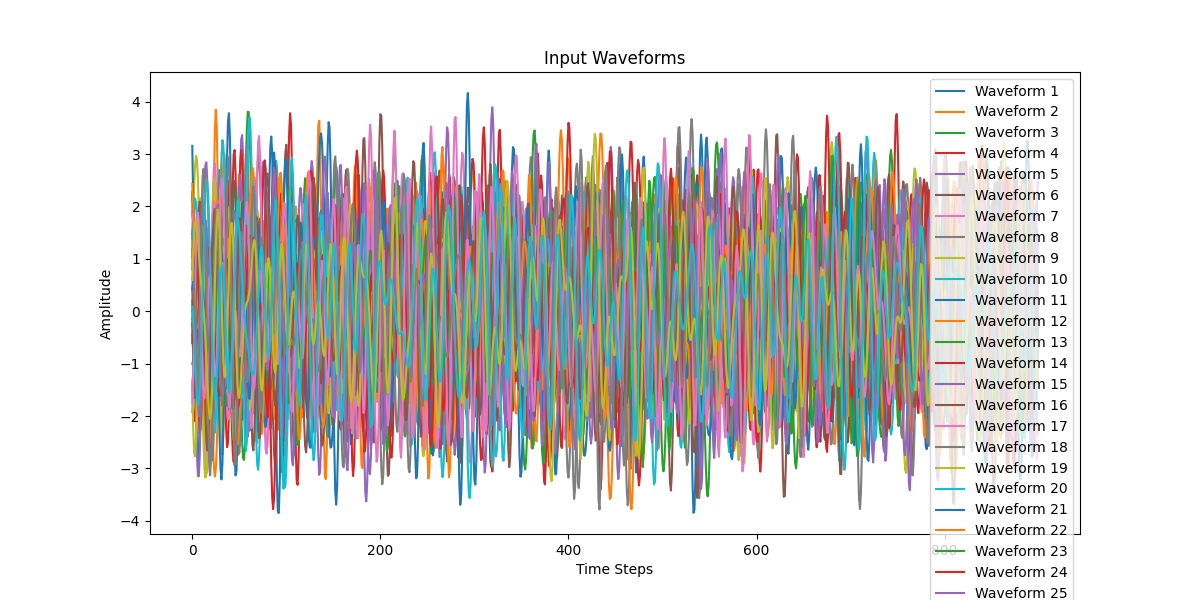 Input Waveforms
Amplitude
4
3
2
1
0
−1
−2
−3
−4
0
200
400
600
800
Time Steps
Waveform 1
Waveform 2
Waveform 3
Waveform 4
Waveform 5
Waveform 6
Waveform 7
Waveform 8
Waveform 9
Waveform 10
Waveform 11
Waveform 12
Waveform 13
Waveform 14
Waveform 15
Waveform 16
Waveform 17
Waveform 18
Waveform 19
Waveform 20
Waveform 21
Waveform 22
Waveform 23
Waveform 24
Waveform 25